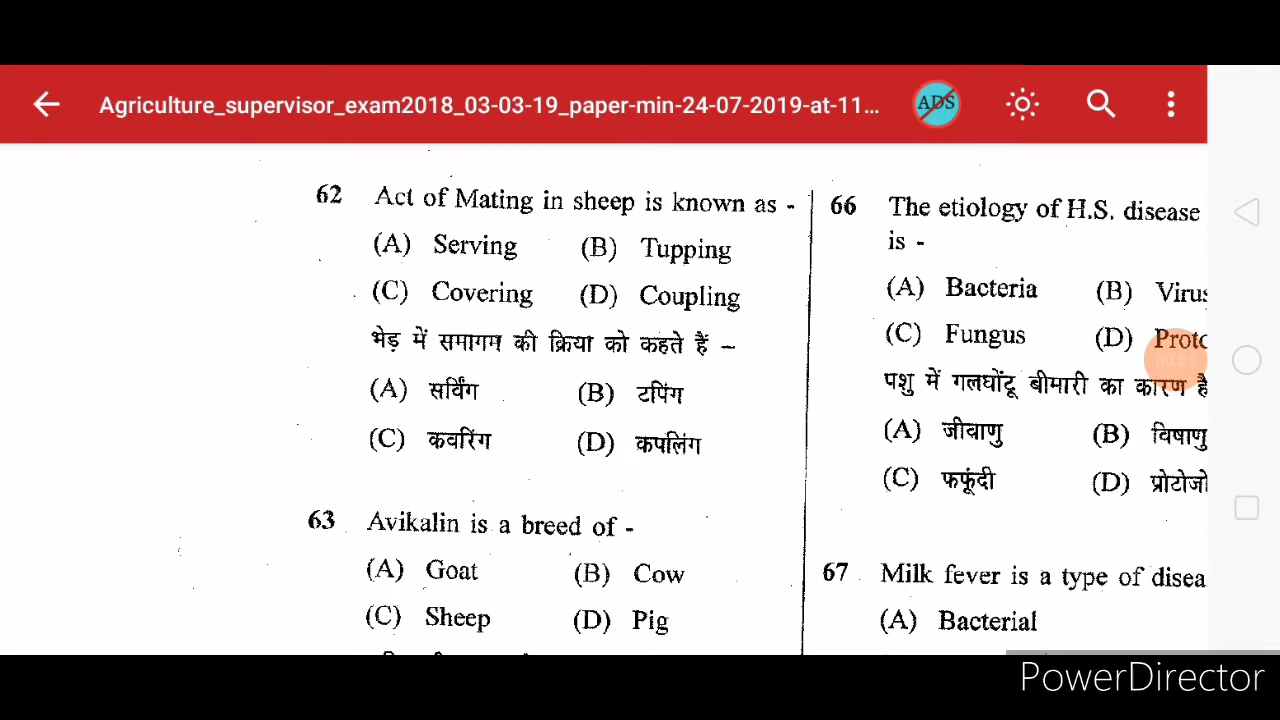 Agriculture_supervisor_exam2018_03-03-19_paper-min-24-07-2019-at-11...
ADS
62 Act of Mating in sheep is known as -
(A) Serving (B) Tupping
(C) Covering (D) Coupling
भेड़ में समागम की क्रिया को कहते हैं –
(A) सर्विंग (B) टपिंग
(C) कवरिंग (D) कपलिंग
63 Avikalin is a breed of -
(A) Goat (B) Cow
(C) Sheep (D) Pig
66 The etiology of H.S. disease
is -
(A) Bacteria (B) Virus
(C) Fungus (D) Proto
पशु में गलघोंटू बीमारी का कारण है
(A) जीवाणु (B) विषाणु
(C) फफूंदी (D) प्रोटोजो
67 Milk fever is a type of disea
(A) Bacterial
PowerDirector